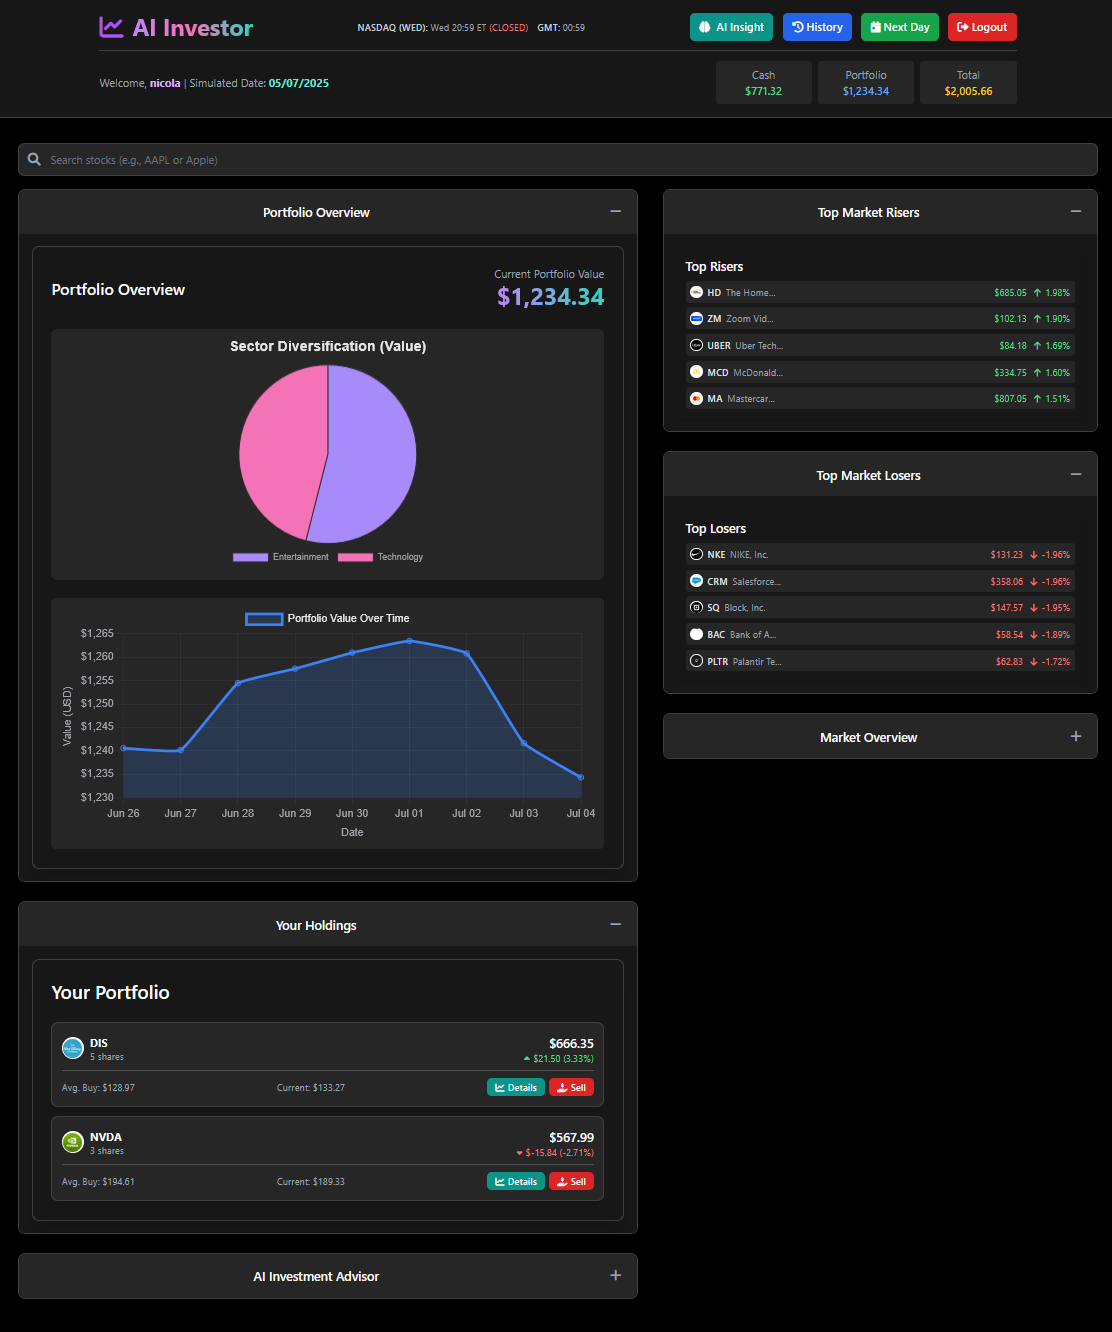 AI Investor
NASDAQ (WED): Wed 20:59 ET (CLOSED) GMT: 00:59
AI Insight
History
Next Day
Logout
Welcome, nicola | Simulated Date: 05/07/2025
Cash
$771.32
Portfolio
$1,234.34
Total
$2,005.66
Search stocks (e.g., AAPL or Apple)
Portfolio Overview
Portfolio Overview
Current Portfolio Value
$1,234.34
Sector Diversification (Value)
Entertainment
Technology
Portfolio Value Over Time
Value (USD)
$1,265
$1,260
$1,255
$1,250
$1,245
$1,240
$1,235
$1,230
Jun 26 Jun 27 Jun 28 Jun 29 Jun 30 Jul 01 Jul 02 Jul 03 Jul 04
Date
Your Holdings
Your Portfolio
DIS
5 shares
$666.35
$21.50 (3.33%)
Avg. Buy: $128.97
Current: $133.27
Details
Sell
NVDA
3 shares
$567.99
$-15.84 (-2.71%)
Avg. Buy: $194.61
Current: $189.33
Details
Sell
AI Investment Advisor
Top Market Risers
Top Risers
HD The Home... $685.05 1.98%
ZM Zoom Vid... $102.13 1.90%
UBER Uber Tech... $84.18 1.69%
MCD McDonald... $334.75 1.60%
MA Mastercar... $807.05 1.51%
Top Market Losers
Top Losers
NKE NIKE, Inc. $131.23 -1.96%
CRM Salesforce... $358.06 -1.96%
SQ Block, Inc. $147.57 -1.95%
BAC Bank of A... $58.54 -1.89%
PLTR Palantir Te... $62.83 -1.72%
Market Overview